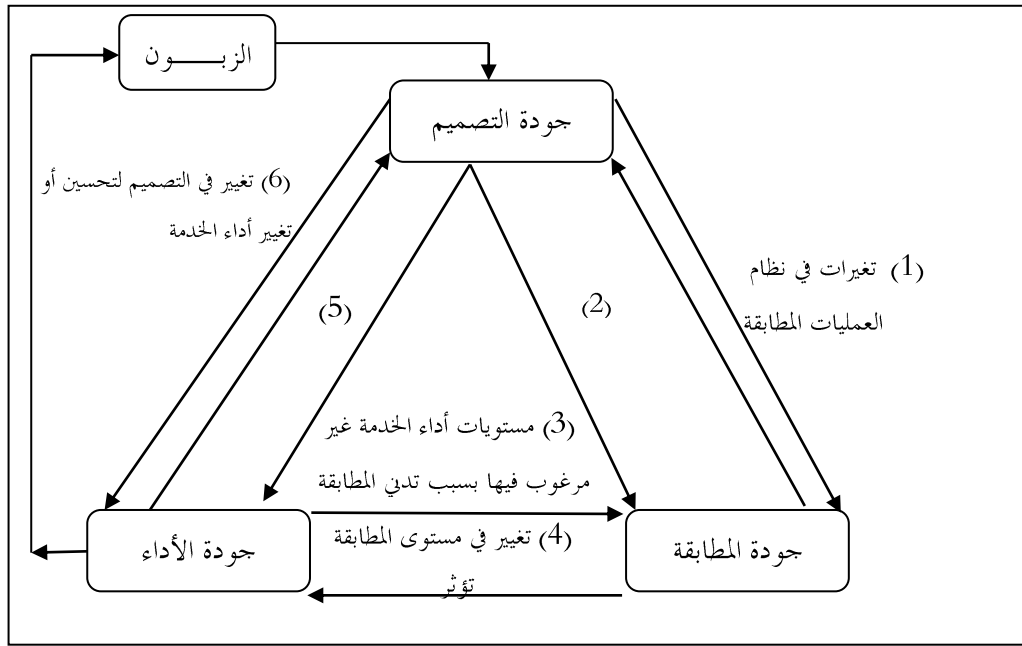 الزبـــــون
جودة التصميم
(6) تغيير في التصميم لتحسين أو
تغيير أداء الخدمة
(1) تغيرات في نظام
العمليات المطابقة
(5)
(2)
(3) مستويات أداء الخدمة غير
مرغوب فيها بسبب تدني المطابقة
(4) تغيير في مستوى المطابقة
تؤثر
جودة الأداء
جودة المطابقة